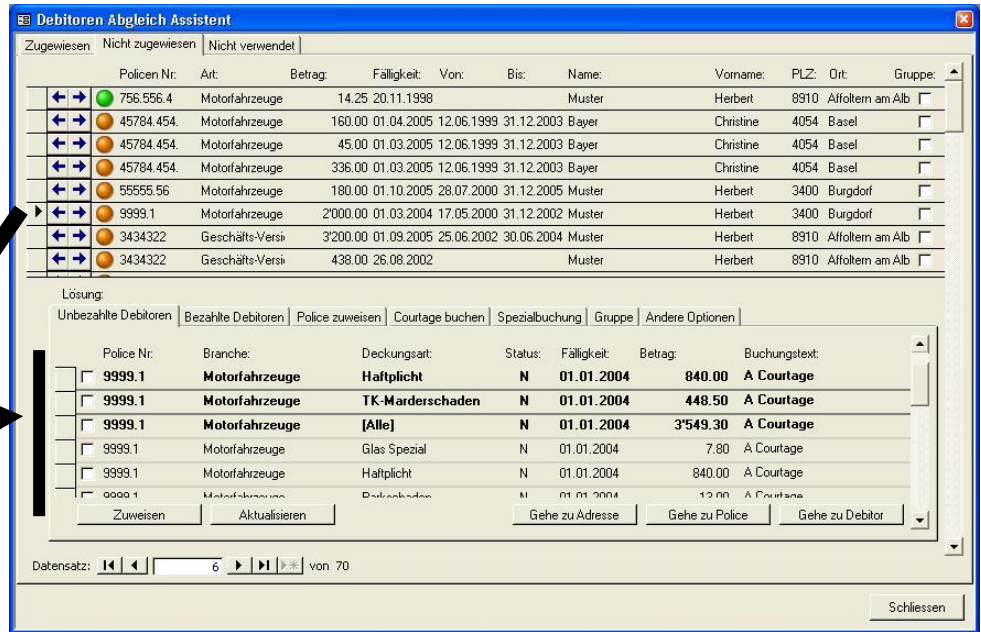 Debitoren Abgleich Assistent
Zugewiesen Nicht zugewiesen Nicht verwendet
Policen Nr: Art: Betrag: Fälligkeit: Von: Bis: Name: Vorname: PLZ: Ort: Gruppe:
756.556.4 Motorfahrzeuge 14.25 20.11.1998 Muster Herbert 8910 Affoltern am Alb
45784.454. Motorfahrzeuge 160.00 01.04.2005 12.06.1999 31.12.2003 Bayer Christine 4054 Basel
45784.454. Motorfahrzeuge 45.00 01.03.2005 12.06.1999 31.12.2003 Bayer Christine 4054 Basel
45784.454. Motorfahrzeuge 336.00 01.03.2005 12.06.1999 31.12.2003 Bayer Christine 4054 Basel
55555.56 Motorfahrzeuge 180.00 01.10.2005 28.07.2000 31.12.2005 Muster Herbert 3400 Burgdorf
9999.1 Motorfahrzeuge 2'000.00 01.03.2004 17.05.2000 31.12.2002 Muster Herbert 3400 Burgdorf
3434322 Geschäfts-Versi 3'200.00 01.09.2005 25.06.2002 30.06.2004 Muster Herbert 8910 Affoltern am Alb
3434322 Geschäfts-Versi 438.00 26.08.2002 Muster Herbert 8910 Affoltern am Alb
Lösung:
Unbezahlte Debitoren Bezahlte Debitoren Police zuweisen Courtage buchen Spezialbuchung Gruppe Andere Optionen
Police Nr: Branche: Deckungsart: Status: Fälligkeit: Betrag: Buchungstext:
9999.1 Motorfahrzeuge Haftplicht N 01.01.2004 840.00 A Courtage
9999.1 Motorfahrzeuge TK-Marderschaden N 01.01.2004 448.50 A Courtage
9999.1 Motorfahrzeuge [Alle] N 01.01.2004 3'549.30 A Courtage
9999.1 Motorfahrzeuge Glas Spezial N 01.01.2004 7.80 A Courtage
9999.1 Motorfahrzeuge Haftplicht N 01.01.2004 840.00 A Courtage
9999.1 Motorfahrzeuge Parkschaden N 01.01.2004 13.00 A Courtage
Zuweisen Aktualisieren Gehe zu Adresse Gehe zu Police Gehe zu Debitor
Datensatz: 6 von 70
Schliessen